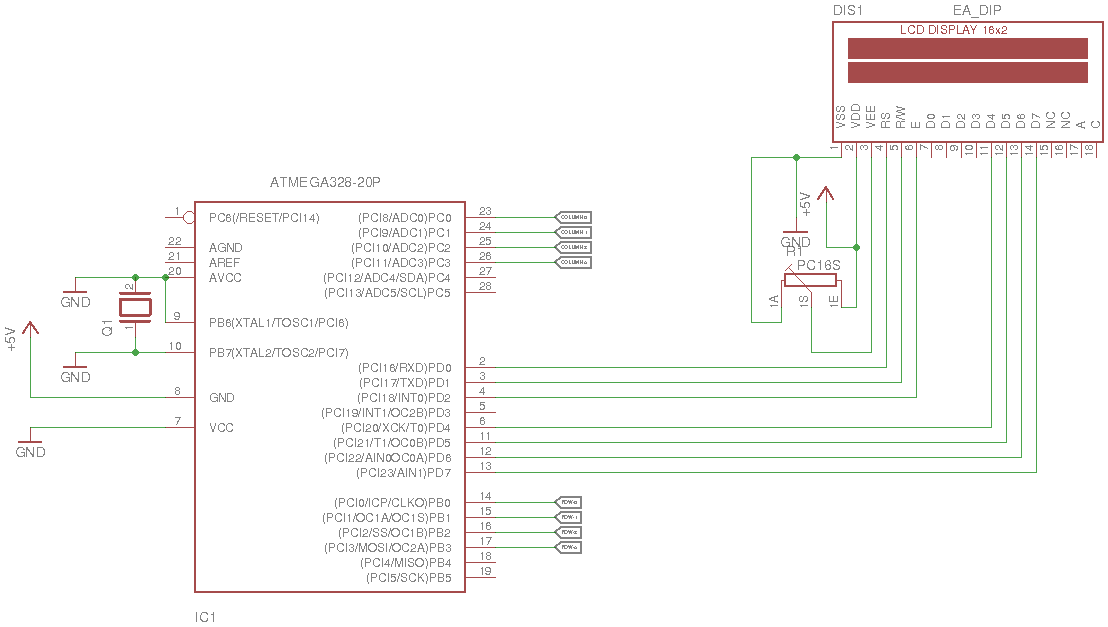 DIS1
EA_DIP
LCD DISPLAY 16x2
VSS
VDD
VEE
RS
R/W
E
D0
D1
D2
D3
D4
D5
D6
D7
NC
NC
A
C
1
2
3
4
5
6
7
8
9
10
11
12
13
14
15
16
17
18
+5V
GND
R1
PC16S
1A
1S
1E
ATMEGA328-20P
1 PC6(/RESET/PCI14)
22 AGND
21 AREF
20 AVCC
9 PB6(XTAL1/TOSC1/PCI6)
10 PB7(XTAL2/TOSC2/PCI7)
8 GND
7 VCC
(PCI8/ADC0)PC0 23
(PCI9/ADC1)PC1 24
(PCI10/ADC2)PC2 25
(PCI11/ADC3)PC3 26
(PCI12/ADC4/SDA)PC4 27
(PCI13/ADC5/SCL)PC5 28
(PCI16/RXD)PD0 2
(PCI17/TXD)PD1 3
(PCI18/INT0)PD2 4
(PCI19/INT1/OC2B)PD3 5
(PCI20/XCK/T0)PD4 6
(PCI21/T1/OC0B)PD5 11
(PCI22/AIN0OC0A)PD6 12
(PCI23/AIN1)PD7 13
(PCI0/ICP/CLKO)PB0 14
(PCI1/OC1A/OC1S)PB1 15
(PCI2/SS/OC1B)PB2 16
(PCI3/MOSI/OC2A)PB3 17
(PCI4/MISO)PB4 18
(PCI5/SCK)PB5 19
GND
Q1
2
1
GND
+5V
GND
IC1